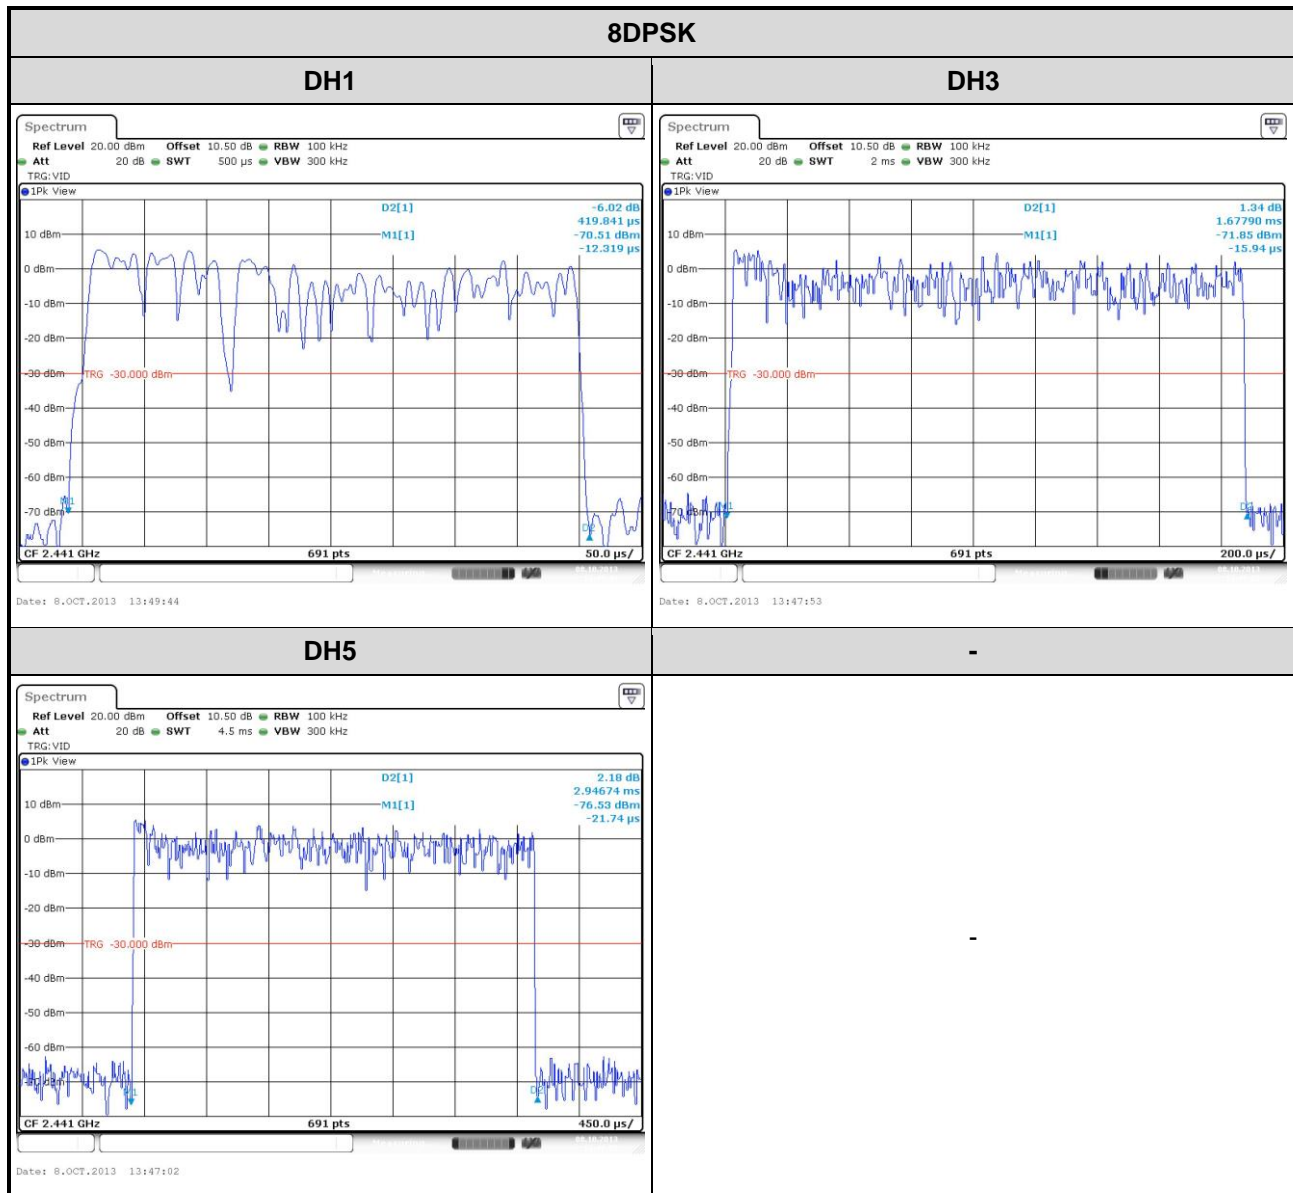 8DPSK
DH1 DH3
Spectrum
Ref Level 20.00 dBm Offset 10.50 dB RBW 100 kHz
Att 20 dB SWT 500 µs VBW 300 kHz
TRG:VID
1Pk View
D2[1] -6.02 dB
419.841 µs
M1[1] -70.51 dBm
-12.319 µs
10 dBm
0 dBm
-10 dBm
-20 dBm
-30 dBm TRG -30.000 dBm
-40 dBm
-50 dBm
-60 dBm
-70 dBm
M1
D2
CF 2.441 GHz 691 pts 50.0 µs/
Date: 8.OCT.2013 13:49:44
Spectrum
Ref Level 20.00 dBm Offset 10.50 dB RBW 100 kHz
Att 20 dB SWT 2 ms VBW 300 kHz
TRG:VID
1Pk View
D2[1] 1.34 dB
1.67790 ms
M1[1] -71.85 dBm
-15.94 µs
10 dBm
0 dBm
-10 dBm
-20 dBm
-30 dBm TRG -30.000 dBm
-40 dBm
-50 dBm
-60 dBm
-70 dBm
CF 2.441 GHz 691 pts 200.0 µs/
Date: 8.OCT.2013 13:47:53
DH5 -
Spectrum
Ref Level 20.00 dBm Offset 10.50 dB RBW 100 kHz
Att 20 dB SWT 4.5 ms VBW 300 kHz
TRG:VID
1Pk View
D2[1] 2.18 dB
2.94674 ms
M1[1] -76.53 dBm
-21.74 µs
10 dBm
0 dBm
-10 dBm
-20 dBm
-30 dBm TRG -30.000 dBm
-40 dBm
-50 dBm
-60 dBm
CF 2.441 GHz 691 pts 450.0 µs/
Date: 8.OCT.2013 13:47:02
-